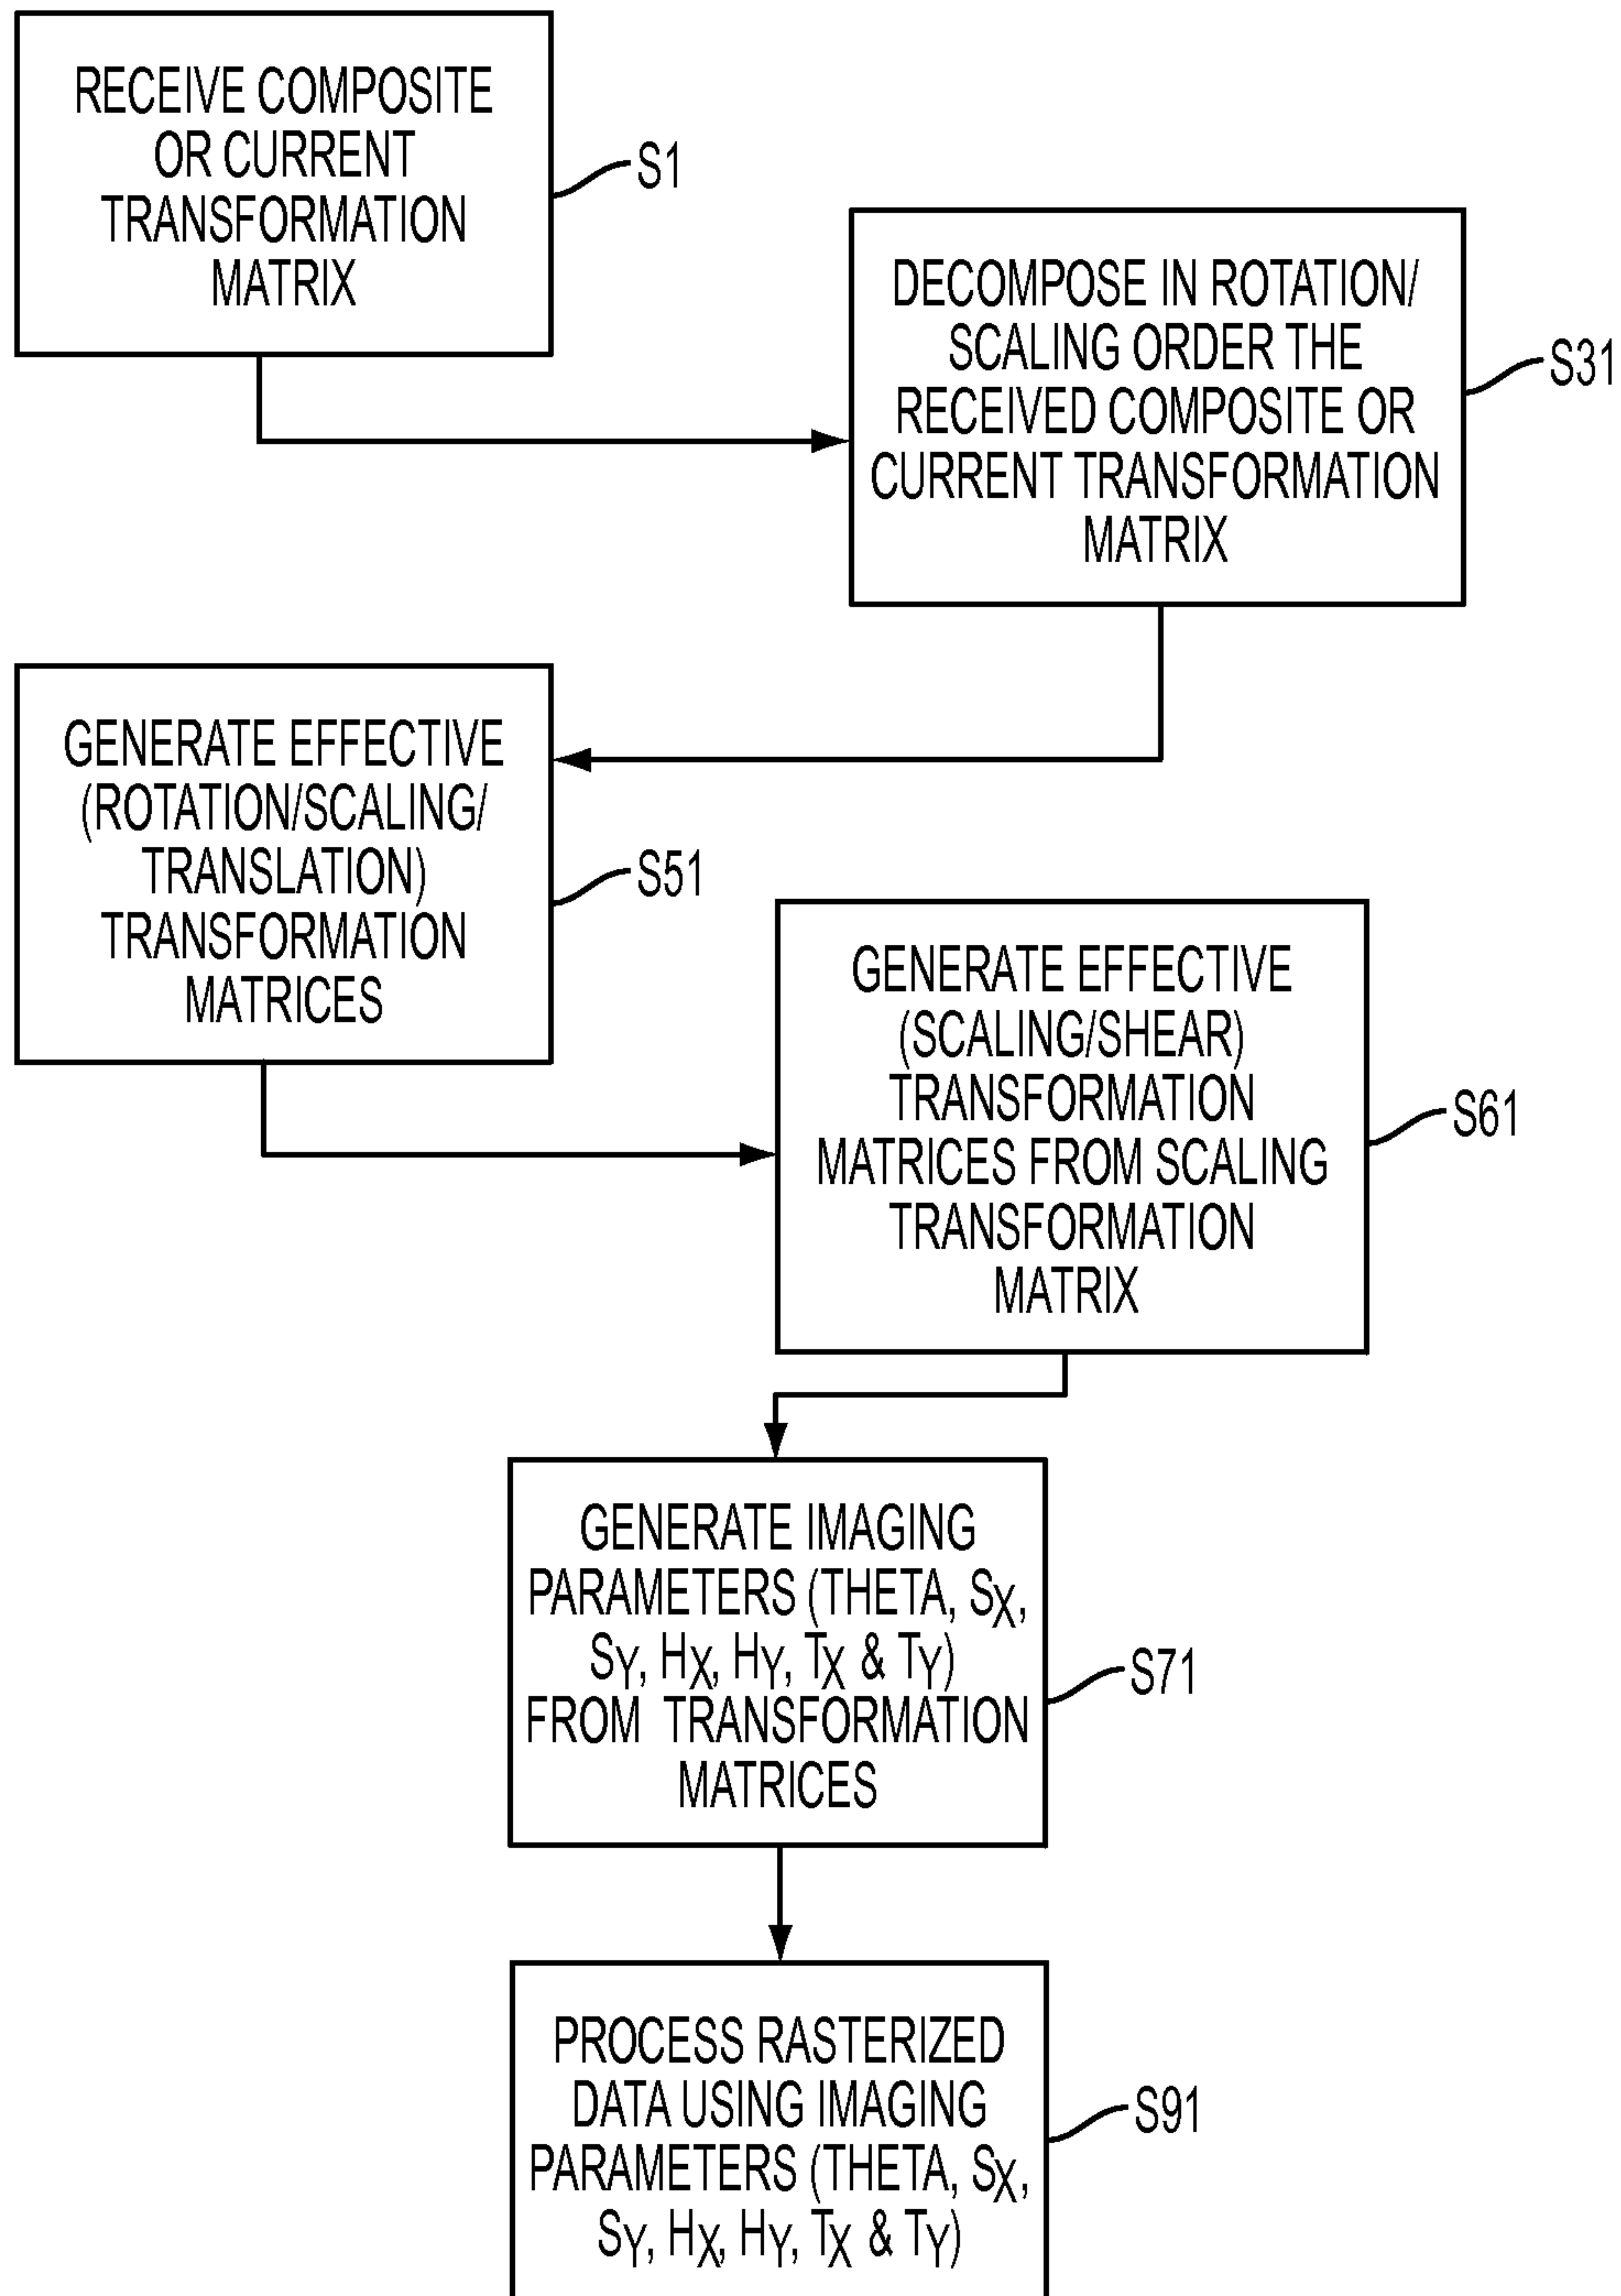 RECEIVE COMPOSITE
OR CURRENT
TRANSFORMATION
MATRIX
S1
DECOMPOSE IN ROTATION/
SCALING ORDER THE
RECEIVED COMPOSITE OR
CURRENT TRANSFORMATION
MATRIX
S31
GENERATE EFFECTIVE
(ROTATION/SCALING/
TRANSLATION)
TRANSFORMATION
MATRICES
S51
GENERATE EFFECTIVE
(SCALING/SHEAR)
TRANSFORMATION
MATRICES FROM SCALING
TRANSFORMATION
MATRIX
S61
GENERATE IMAGING
PARAMETERS (THETA, SX,
SY, HX, HY, TX & TY)
FROM TRANSFORMATION
MATRICES
S71
PROCESS RASTERIZED
DATA USING IMAGING
PARAMETERS (THETA, SX,
SY, HX, HY, TX & TY)
S91